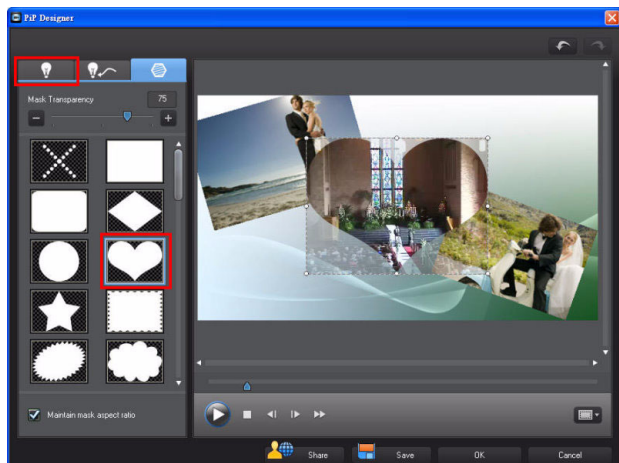 PiP Designer
Mask Transparency 75
Maintain mask aspect ratio
Share Save OK Cancel